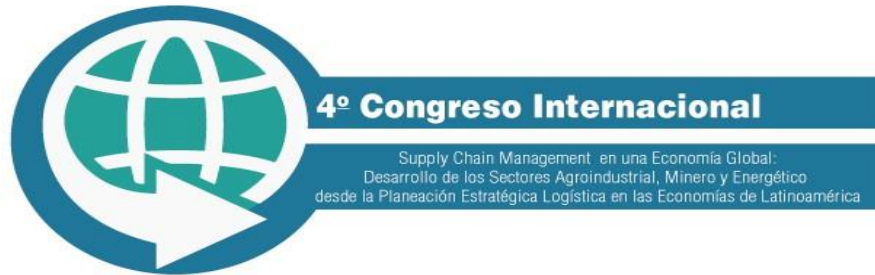 4º Congreso Internacional
Supply Chain Management en una Economía Global:
Desarrollo de los Sectores Agroindustrial, Minero y Energético
desde la Planeación Estratégica Logística en las Economías de Latinoamérica